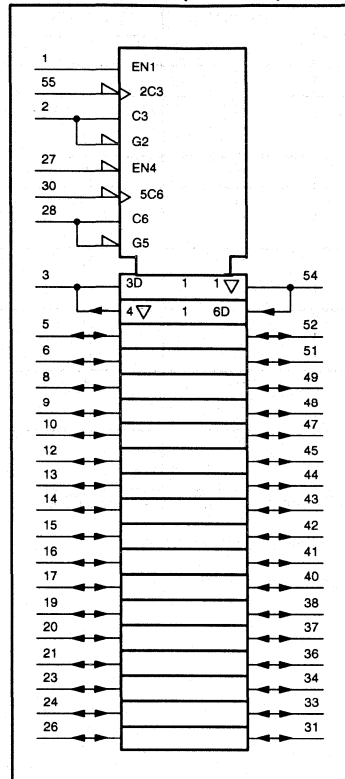 1 EN1
55 2C3
2 C3
G2
27 EN4
30 5C6
28 C6
G5
3 3D 1 1 ▽ 54
4 ▽ 1 6D
5 52
6 51
8 49
9 48
10 47
12 45
13 44
14 43
15 42
16 41
17 40
19 38
20 37
21 36
23 34
24 33
26 31